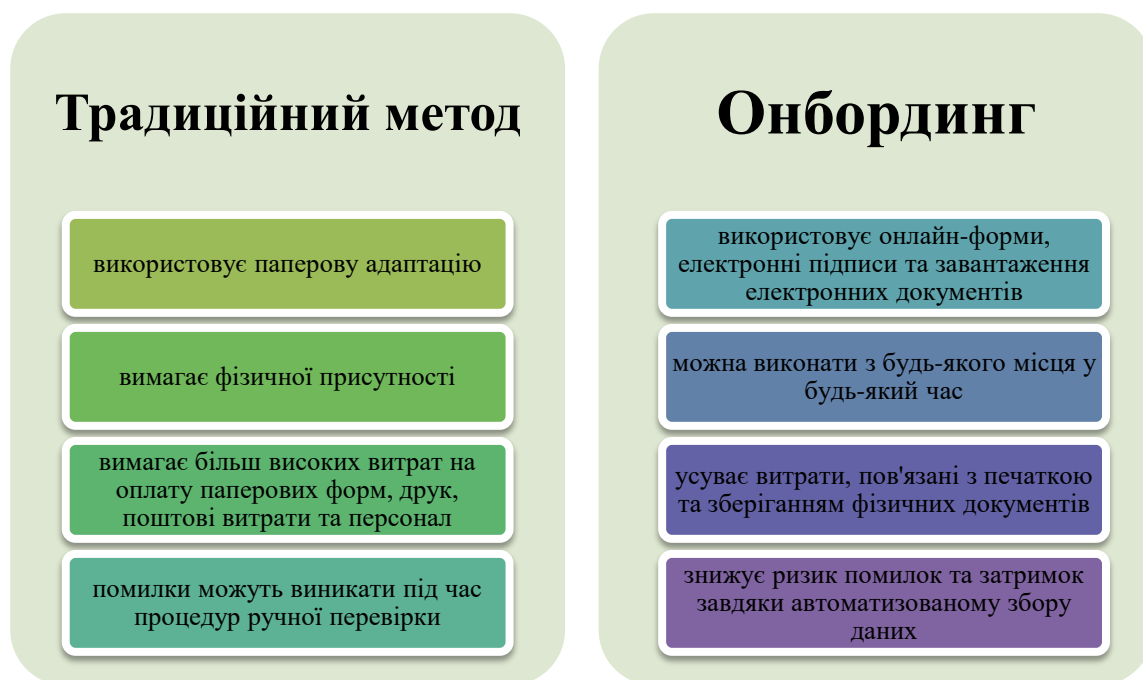 Традиційний метод
використовує паперову адаптацію
вимагає фізичної присутності
вимагає більш високих витрат на
оплату паперових форм, друк,
поштові витрати та персонал
помилки можуть виникати під час
процедур ручної перевірки
Онбординг
використовує онлайн-форми,
електронні підписи та завантаження
електронних документів
можна виконати з будь-якого місця у
будь-який час
усуває витрати, пов'язані з печаткою
та зберіганням фізичних документів
знижує ризик помилок та затримок
завдяки автоматизованому збору
даних